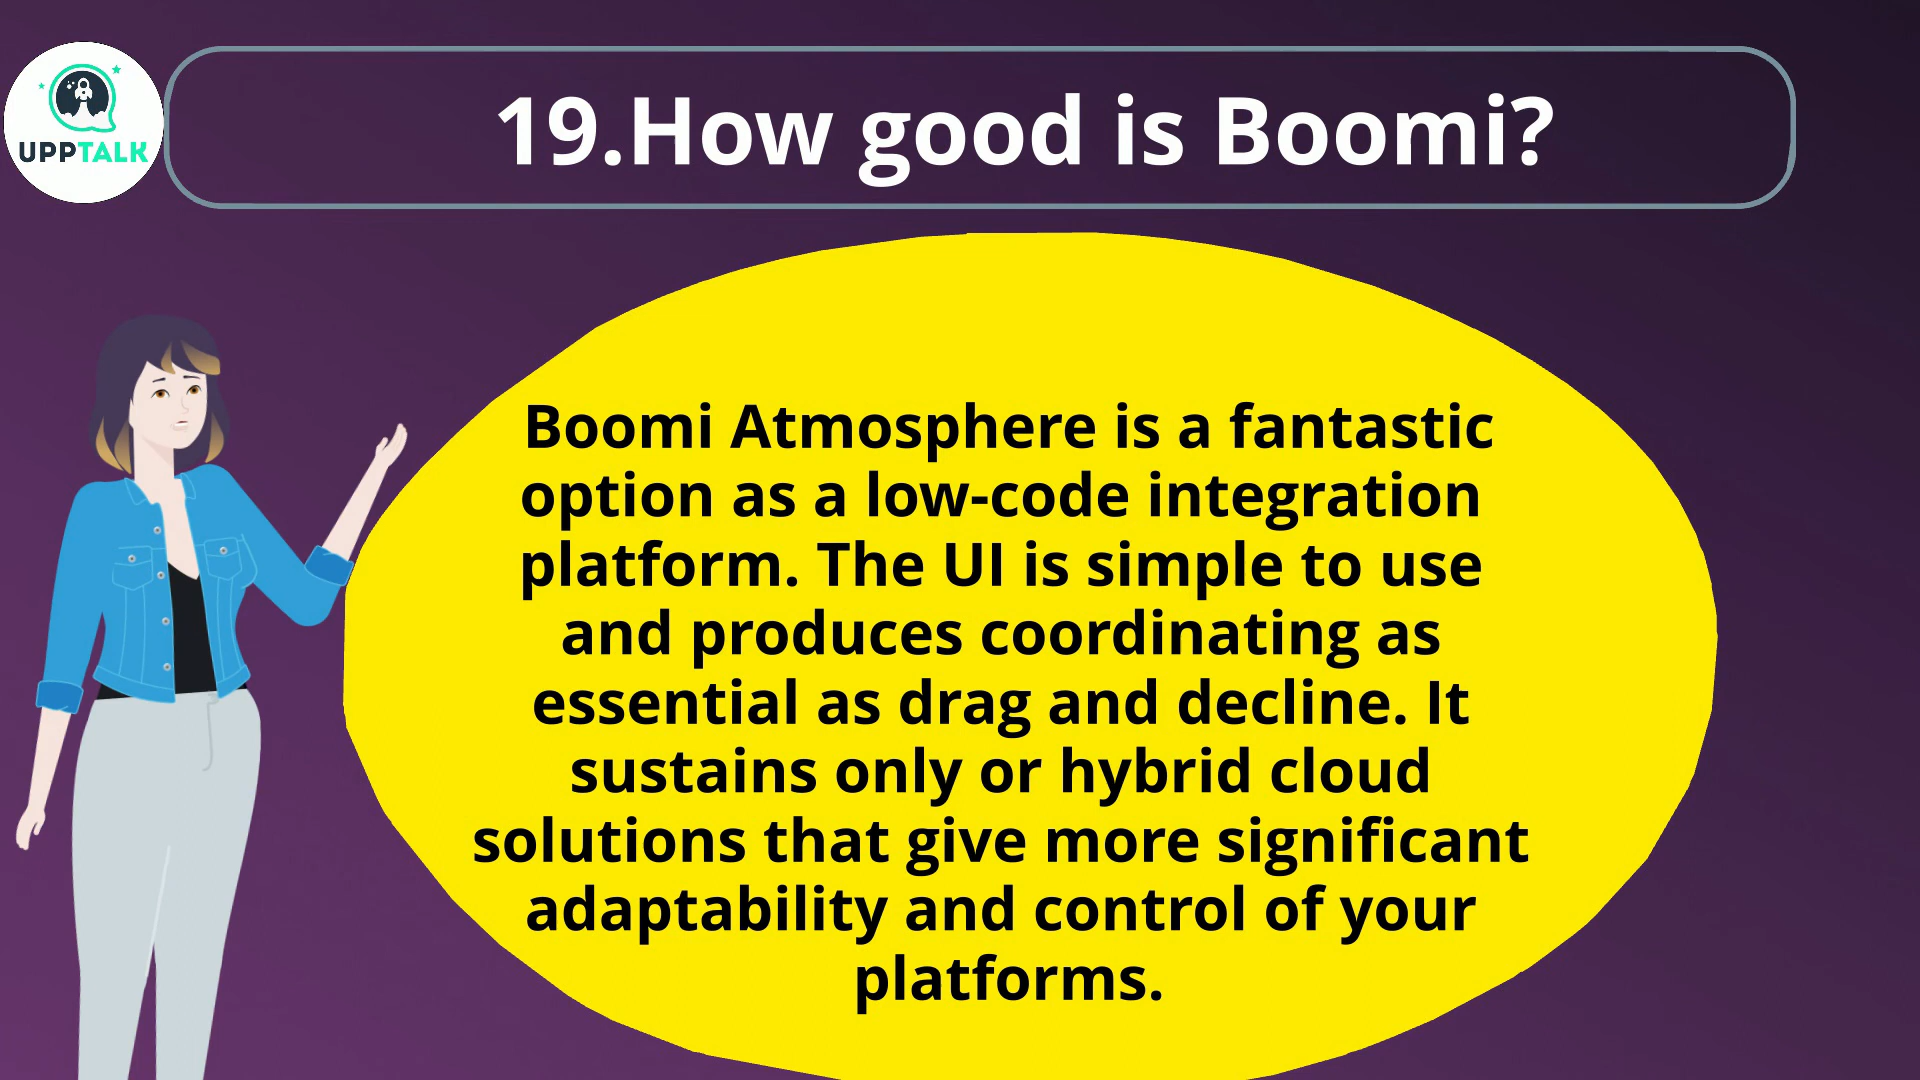 UPPTALK
19.How good is Boomi?
Boomi Atmosphere is a fantastic
option as a low-code integration
platform. The UI is simple to use
and produces coordinating as
essential as drag and decline. It
sustains only or hybrid cloud
solutions that give more significant
adaptability and control of your
platforms.